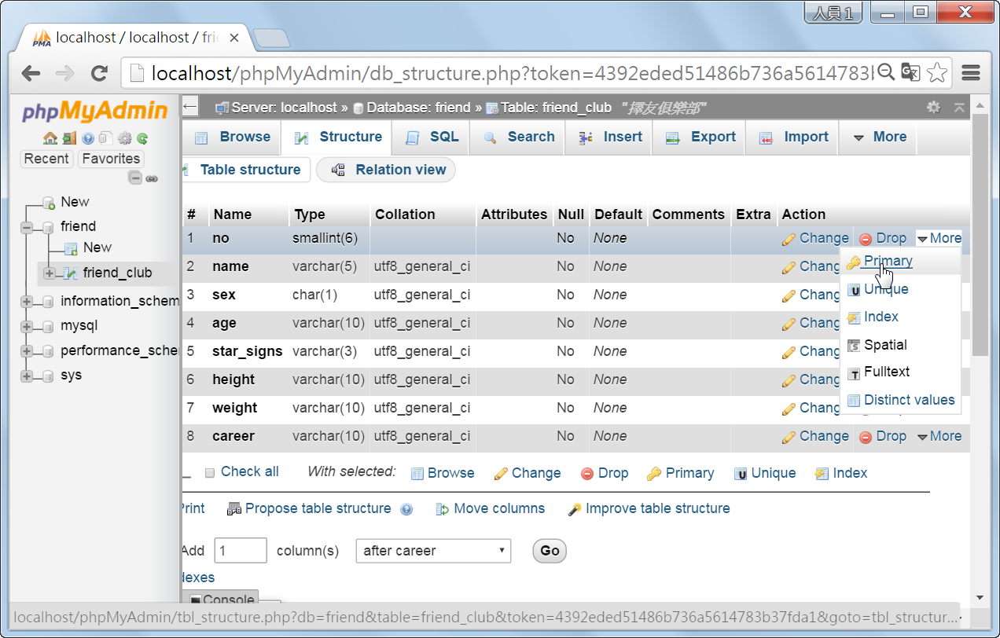 人員 1
PMA localhost / localhost / frie
localhost/phpMyAdmin/db_structure.php?token=4392eded51486b736a5614783b
phpMyAdmin
Recent Favorites
New
friend
New
friend_club
information_schem
mysql
performance_sche
sys
Server: localhost » Database: friend » Table: friend_club "擇友俱樂部"
Browse Structure SQL Search Insert Export Import More
Table structure Relation view
# Name Type Collation Attributes Null Default Comments Extra Action
1 no smallint(6) No None Change Drop More
2 name varchar(5) utf8_general_ci No None Chang
3 sex char(1) utf8_general_ci No None Chang
4 age varchar(10) utf8_general_ci No None Chang
5 star_signs varchar(3) utf8_general_ci No None Chang
6 height varchar(10) utf8_general_ci No None Chang
7 weight varchar(10) utf8_general_ci No None Chang
8 career varchar(10) utf8_general_ci No None Change Drop More
Primary
Unique
Index
Spatial
Fulltext
Distinct values
Check all With selected: Browse Change Drop Primary Unique Index
Print Propose table structure Move columns Improve table structure
Add 1 column(s) after career Go
dexes
Console
localhost/phpMyAdmin/tbl_structure.php?db=friend&table=friend_club&token=4392eded51486b736a5614783b37fda1&goto=tbl_structur...